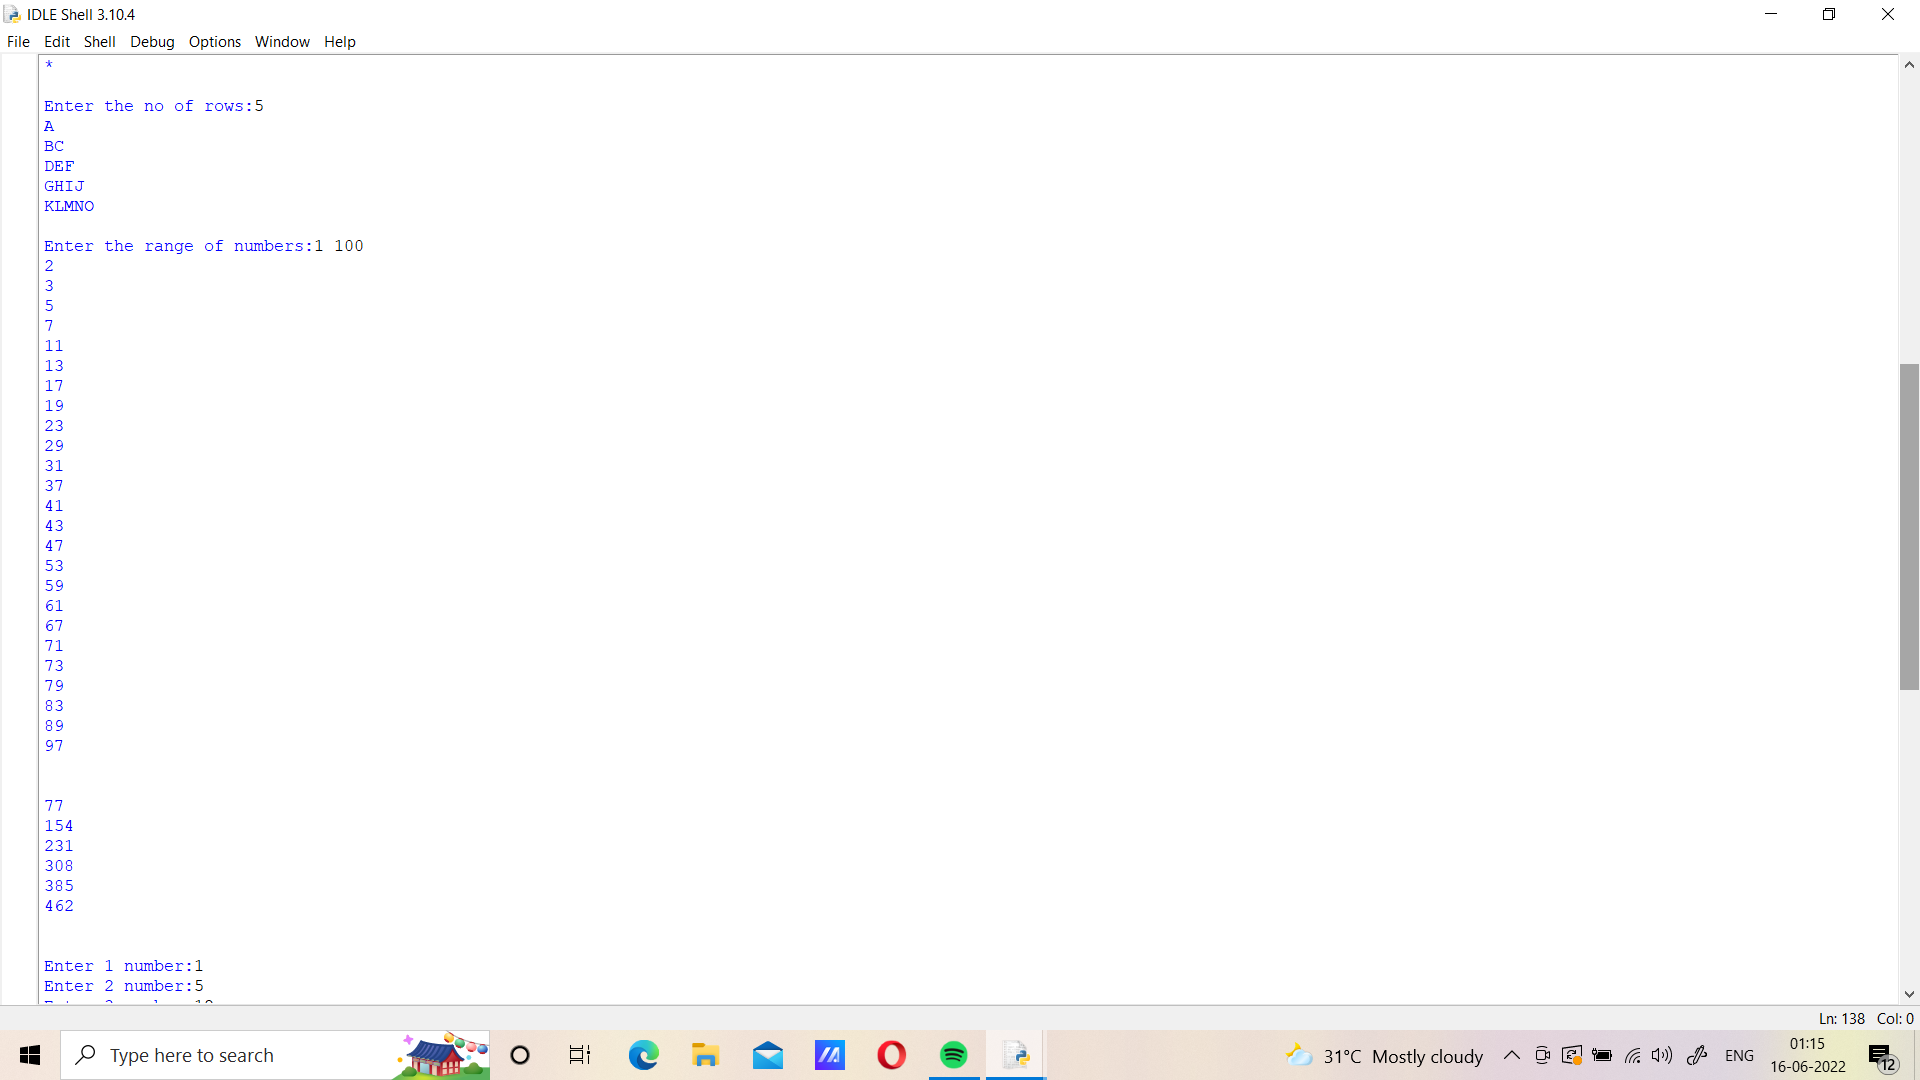 IDLE Shell 3.10.4
File Edit Shell Debug Options Window Help
*
Enter the no of rows:5
A
BC
DEF
GHIJ
KLMNO
Enter the range of numbers:1 100
2
3
5
7
11
13
17
19
23
29
31
37
41
43
47
53
59
61
67
71
73
79
83
89
97
77
154
231
308
385
462
Enter 1 number:1
Enter 2 number:5
Ln: 138 Col: 0
Type here to search
31°C Mostly cloudy
ENG
01:15
16-06-2022
12